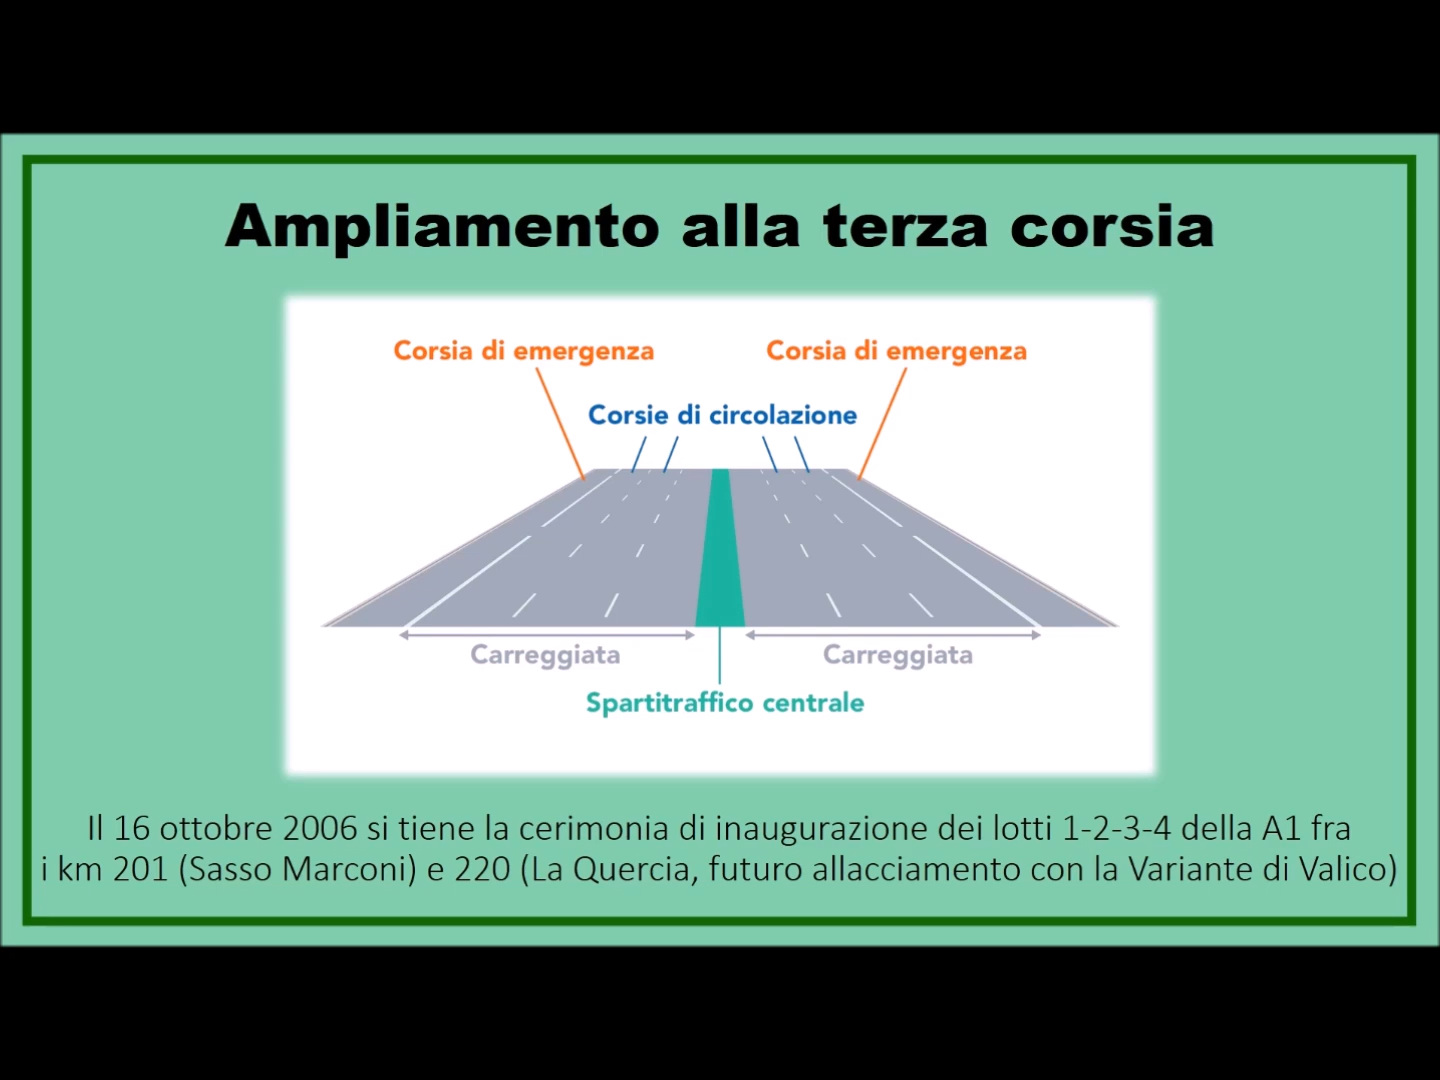 Ampliamento alla terza corsia
Corsia di emergenza
Corsia di emergenza
Corsie di circolazione
Carreggiata
Carreggiata
Spartitraffico centrale
Il 16 ottobre 2006 si tiene la cerimonia di inaugurazione dei lotti 1-2-3-4 della A1 fra
i km 201 (Sasso Marconi) e 220 (La Quercia, futuro allacciamento con la Variante di Valico)